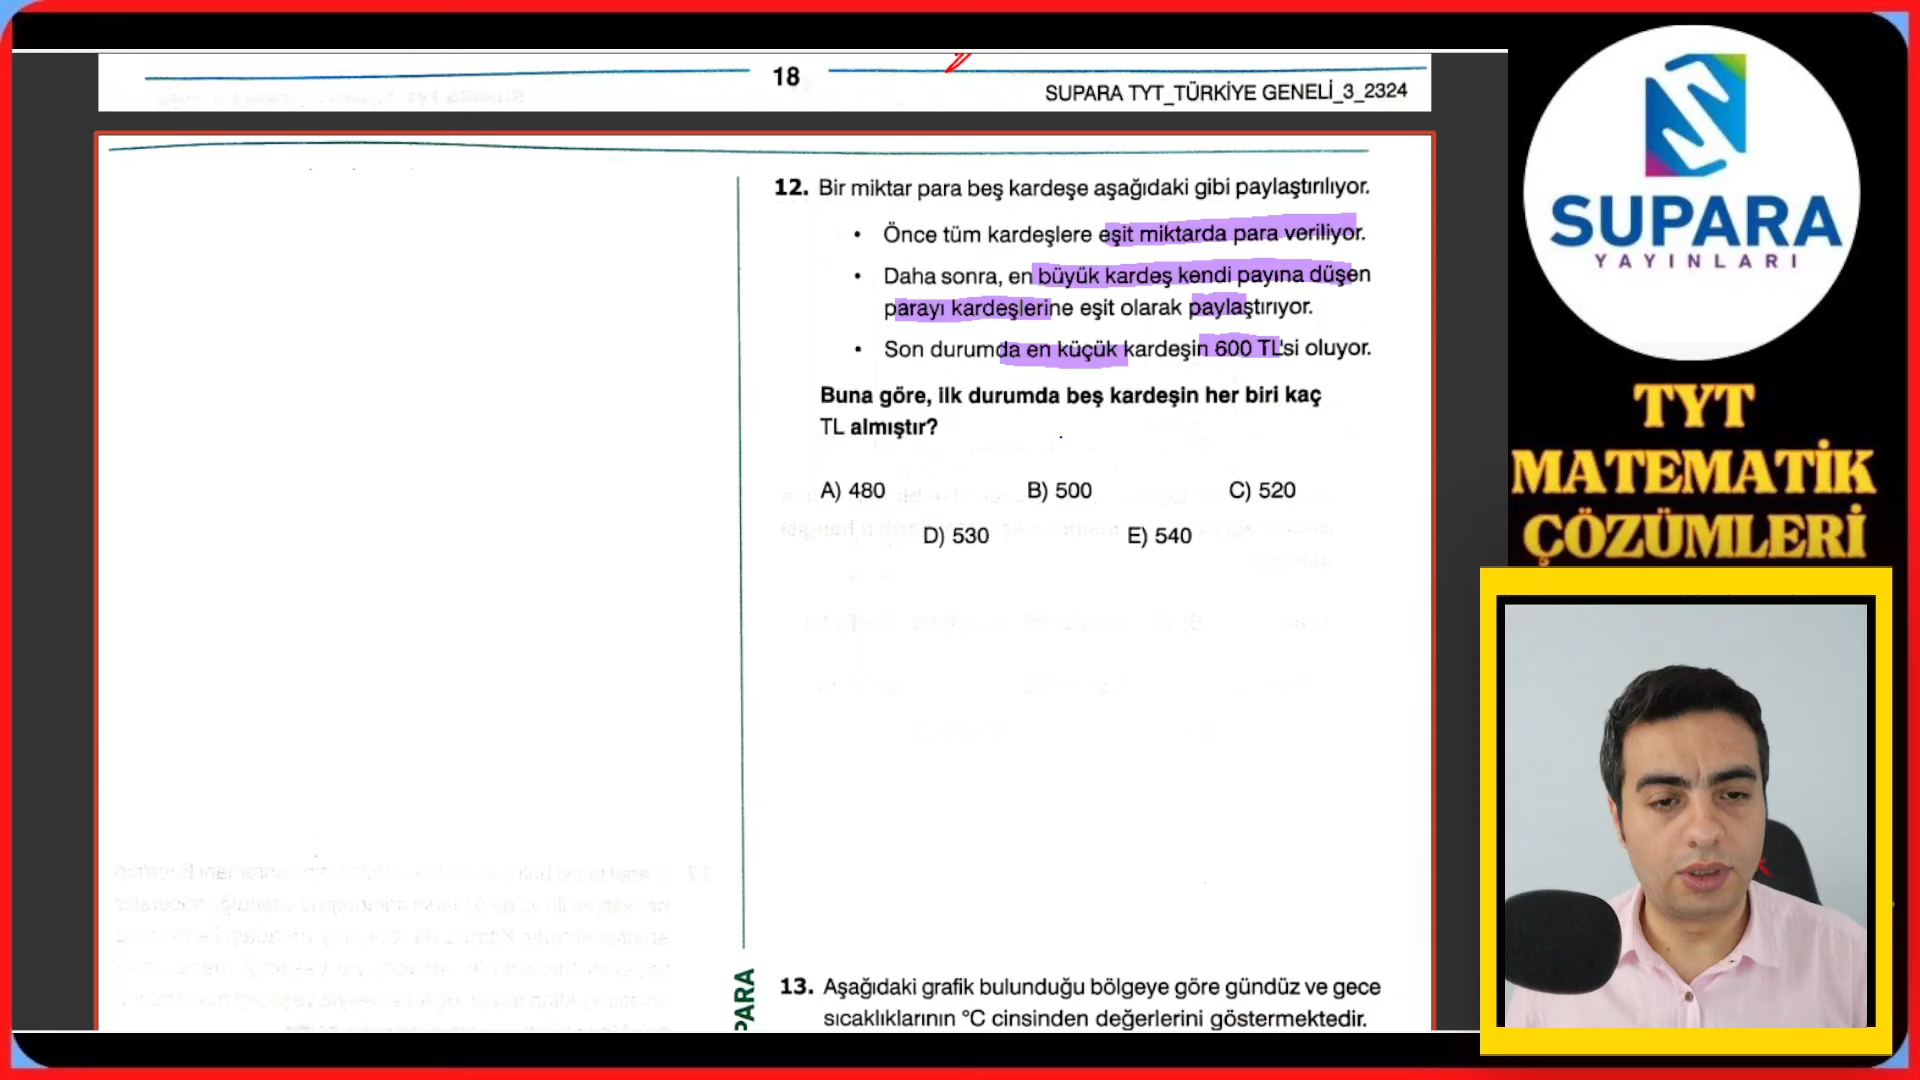 18
SUPARA TYT_TÜRKİYE GENELİ_3_2324
12. Bir miktar para beş kardeşe aşağıdaki gibi paylaştırılıyor.
• Önce tüm kardeşlere eşit miktarda para veriliyor.
• Daha sonra, en büyük kardeş kendi payına düşen
parayı kardeşlerine eşit olarak paylaştırıyor.
• Son durumda en küçük kardeşin 600 TL'si oluyor.
Buna göre, ilk durumda beş kardeşin her biri kaç
TL almıştır?
A) 480 B) 500 C) 520
D) 530 E) 540
PARA
13. Aşağıdaki grafik bulunduğu bölgeye göre gündüz ve gece
sıcaklıklarının °C cinsinden değerlerini göstermektedir.
SUPARA
YAYINLARI
TYT
MATEMATİK
ÇÖZÜMLERİ